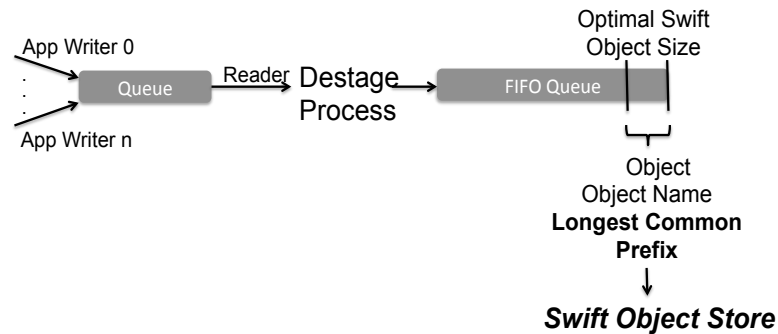 Optimal Swift
Object Size
App Writer 0
.
.
.
App Writer n
Queue
Reader
Destage
Process
FIFO Queue
Object
Object Name
Longest Common
Prefix
Swift Object Store